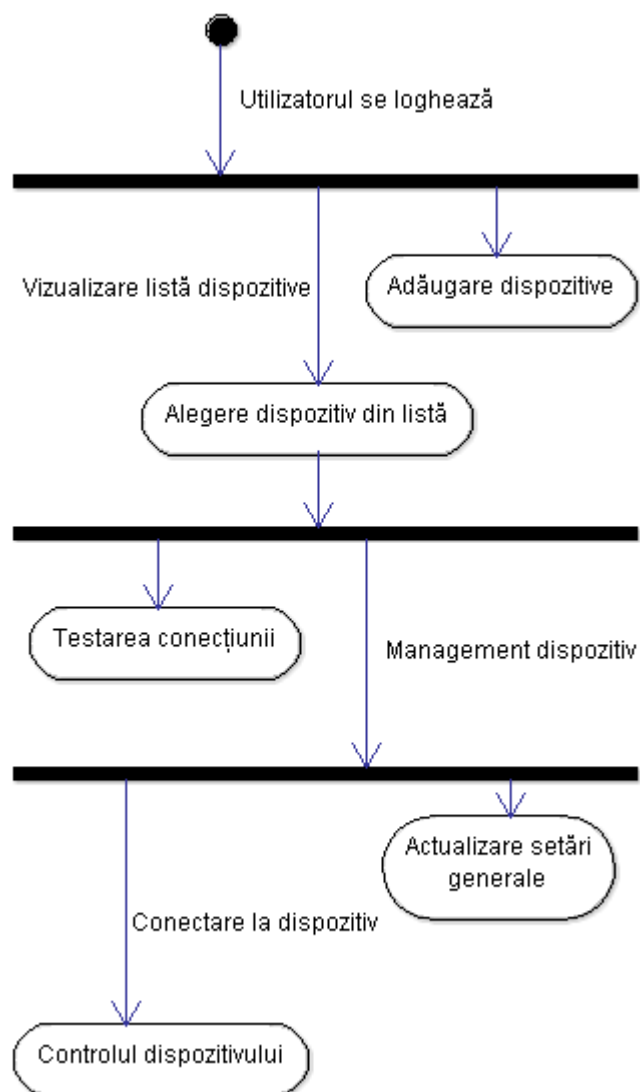 Utilizatorul se loghează
Vizualizare listă dispozitive
Adăugare dispozitive
Alegere dispozitiv din listă
Testarea conecțiunii
Management dispozitiv
Actualizare setări
generale
Conectare la dispozitiv
Controlul dispozitivului